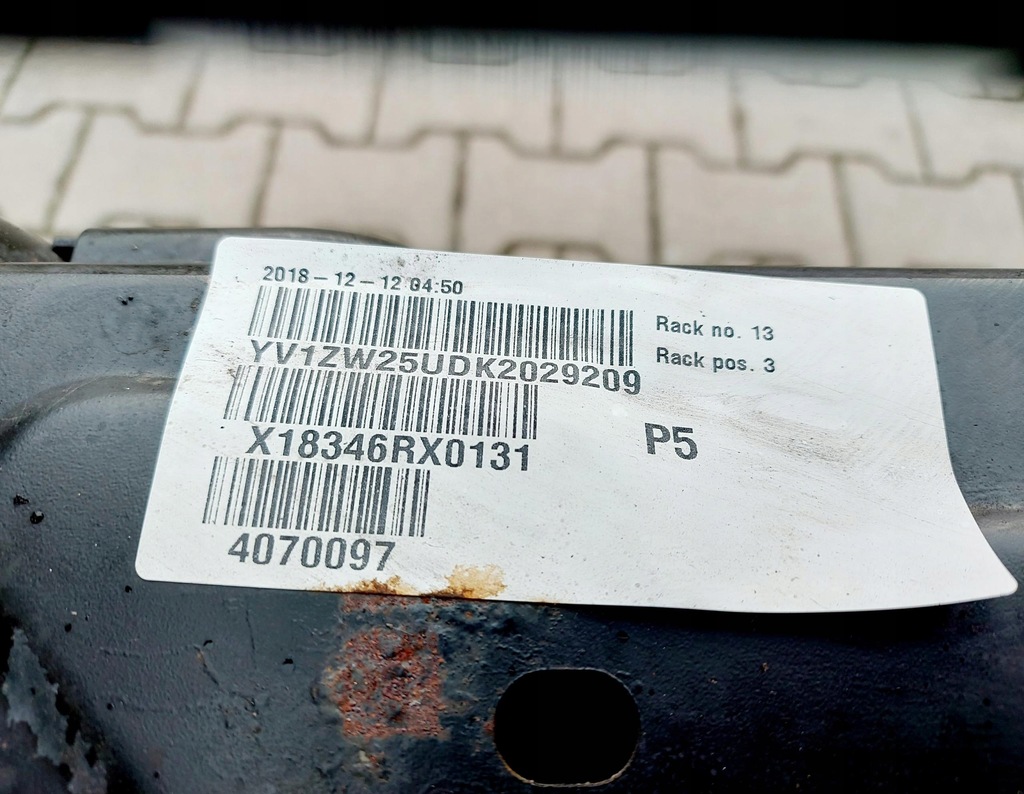 2018-12-12 04:50
Rack no. 13
YV1ZW25UDK2029209
Rack pos. 3
X18346RX0131
P5
4070097